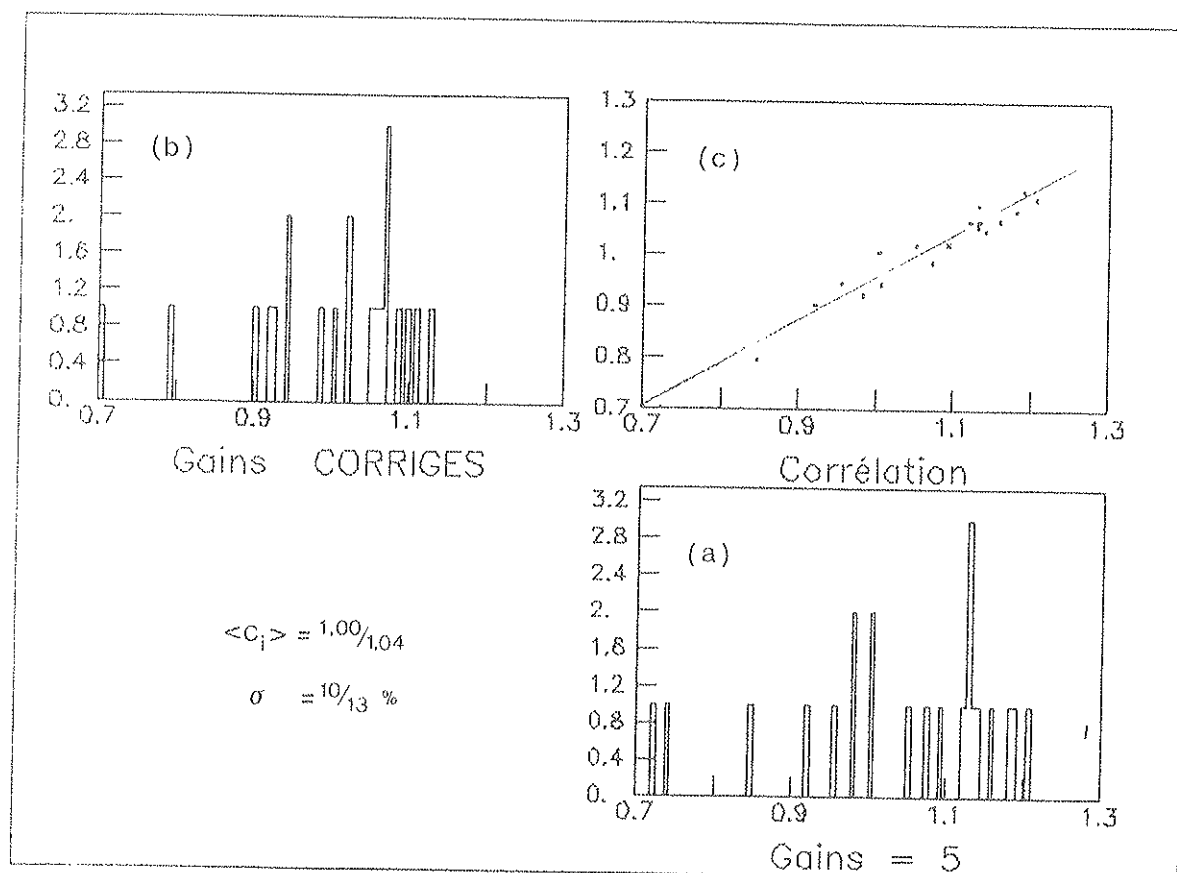 3.2
2.8
2.4
2.
1.6
1.2
0.8
0.4
0.
(b)
0.7 0.9 1.1 1.3
Gains CORRIGES
1.3
1.2
1.1
1.0
0.9
0.8
0.7
(c)
0.7 0.9 1.1 1.3
Corrélation
3.2
2.8
2.4
2.
1.6
1.2
0.8
0.4
0.
(a)
0.7 0.9 1.1 1.3
Gains = 5
<Ci> = 1,00/1,04
σ = 10/13 %